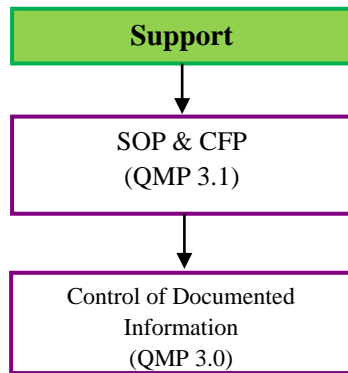 Support
SOP & CFP
(QMP 3.1)
Control of Documented
Information
(QMP 3.0)